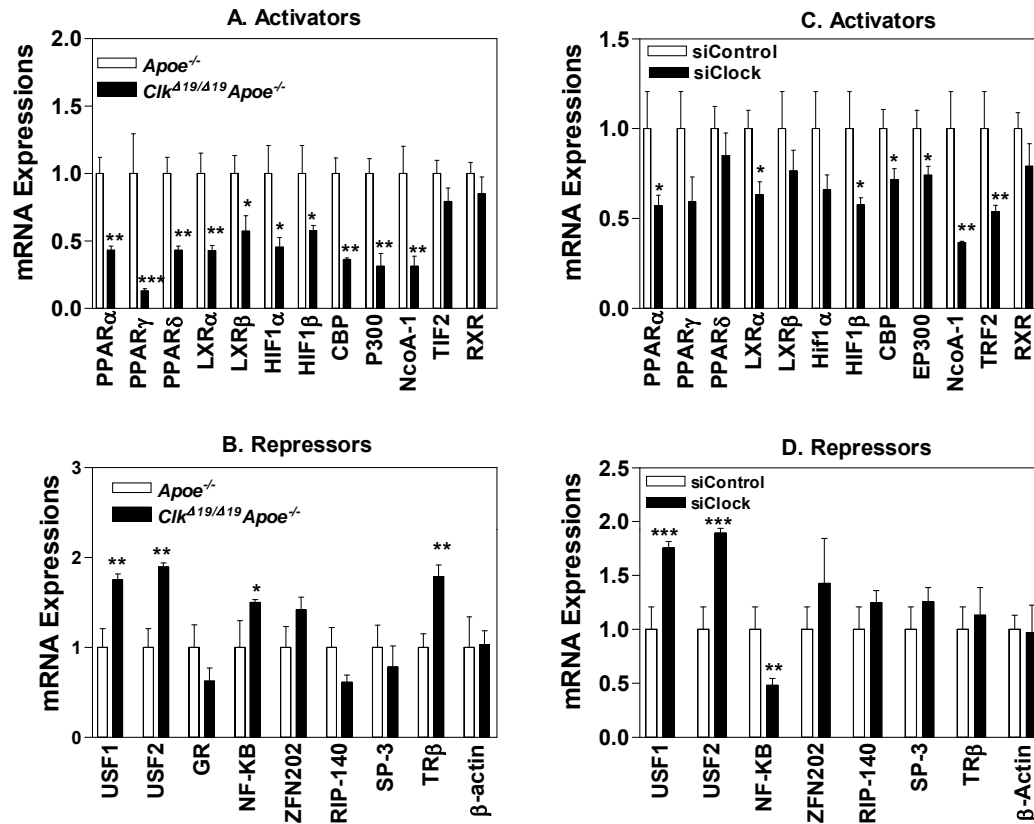 A. Activators
mRNA Expressions
2.0
1.5
1.0
0.5
0.0
Apoe-/-
ClkΔ19/Δ19Apoe-/-
** *** ** ** * * * ** ** **
PPARα PPARγ PPARδ LXRα LXRβ HIF1α HIF1β CBP P300 NcoA-1 TIF2 RXR
C. Activators
mRNA Expressions
1.5
1.0
0.5
0.0
siControl
siClock
* * * * * ** **
PPARα PPARγ PPARδ LXRα LXRβ Hif1α HIF1β CBP EP300 NcoA-1 TRF2 RXR
B. Repressors
mRNA Expressions
3
2
1
0
Apoe-/-
ClkΔ19/Δ19Apoe-/-
** ** * **
USF1 USF2 GR NF-KB ZFN202 RIP-140 SP-3 TRβ β-actin
D. Repressors
mRNA Expressions
2.5
2.0
1.5
1.0
0.5
0.0
siControl
siClock
*** *** **
USF1 USF2 NF-KB ZFN202 RIP-140 SP-3 TRβ β-Actin